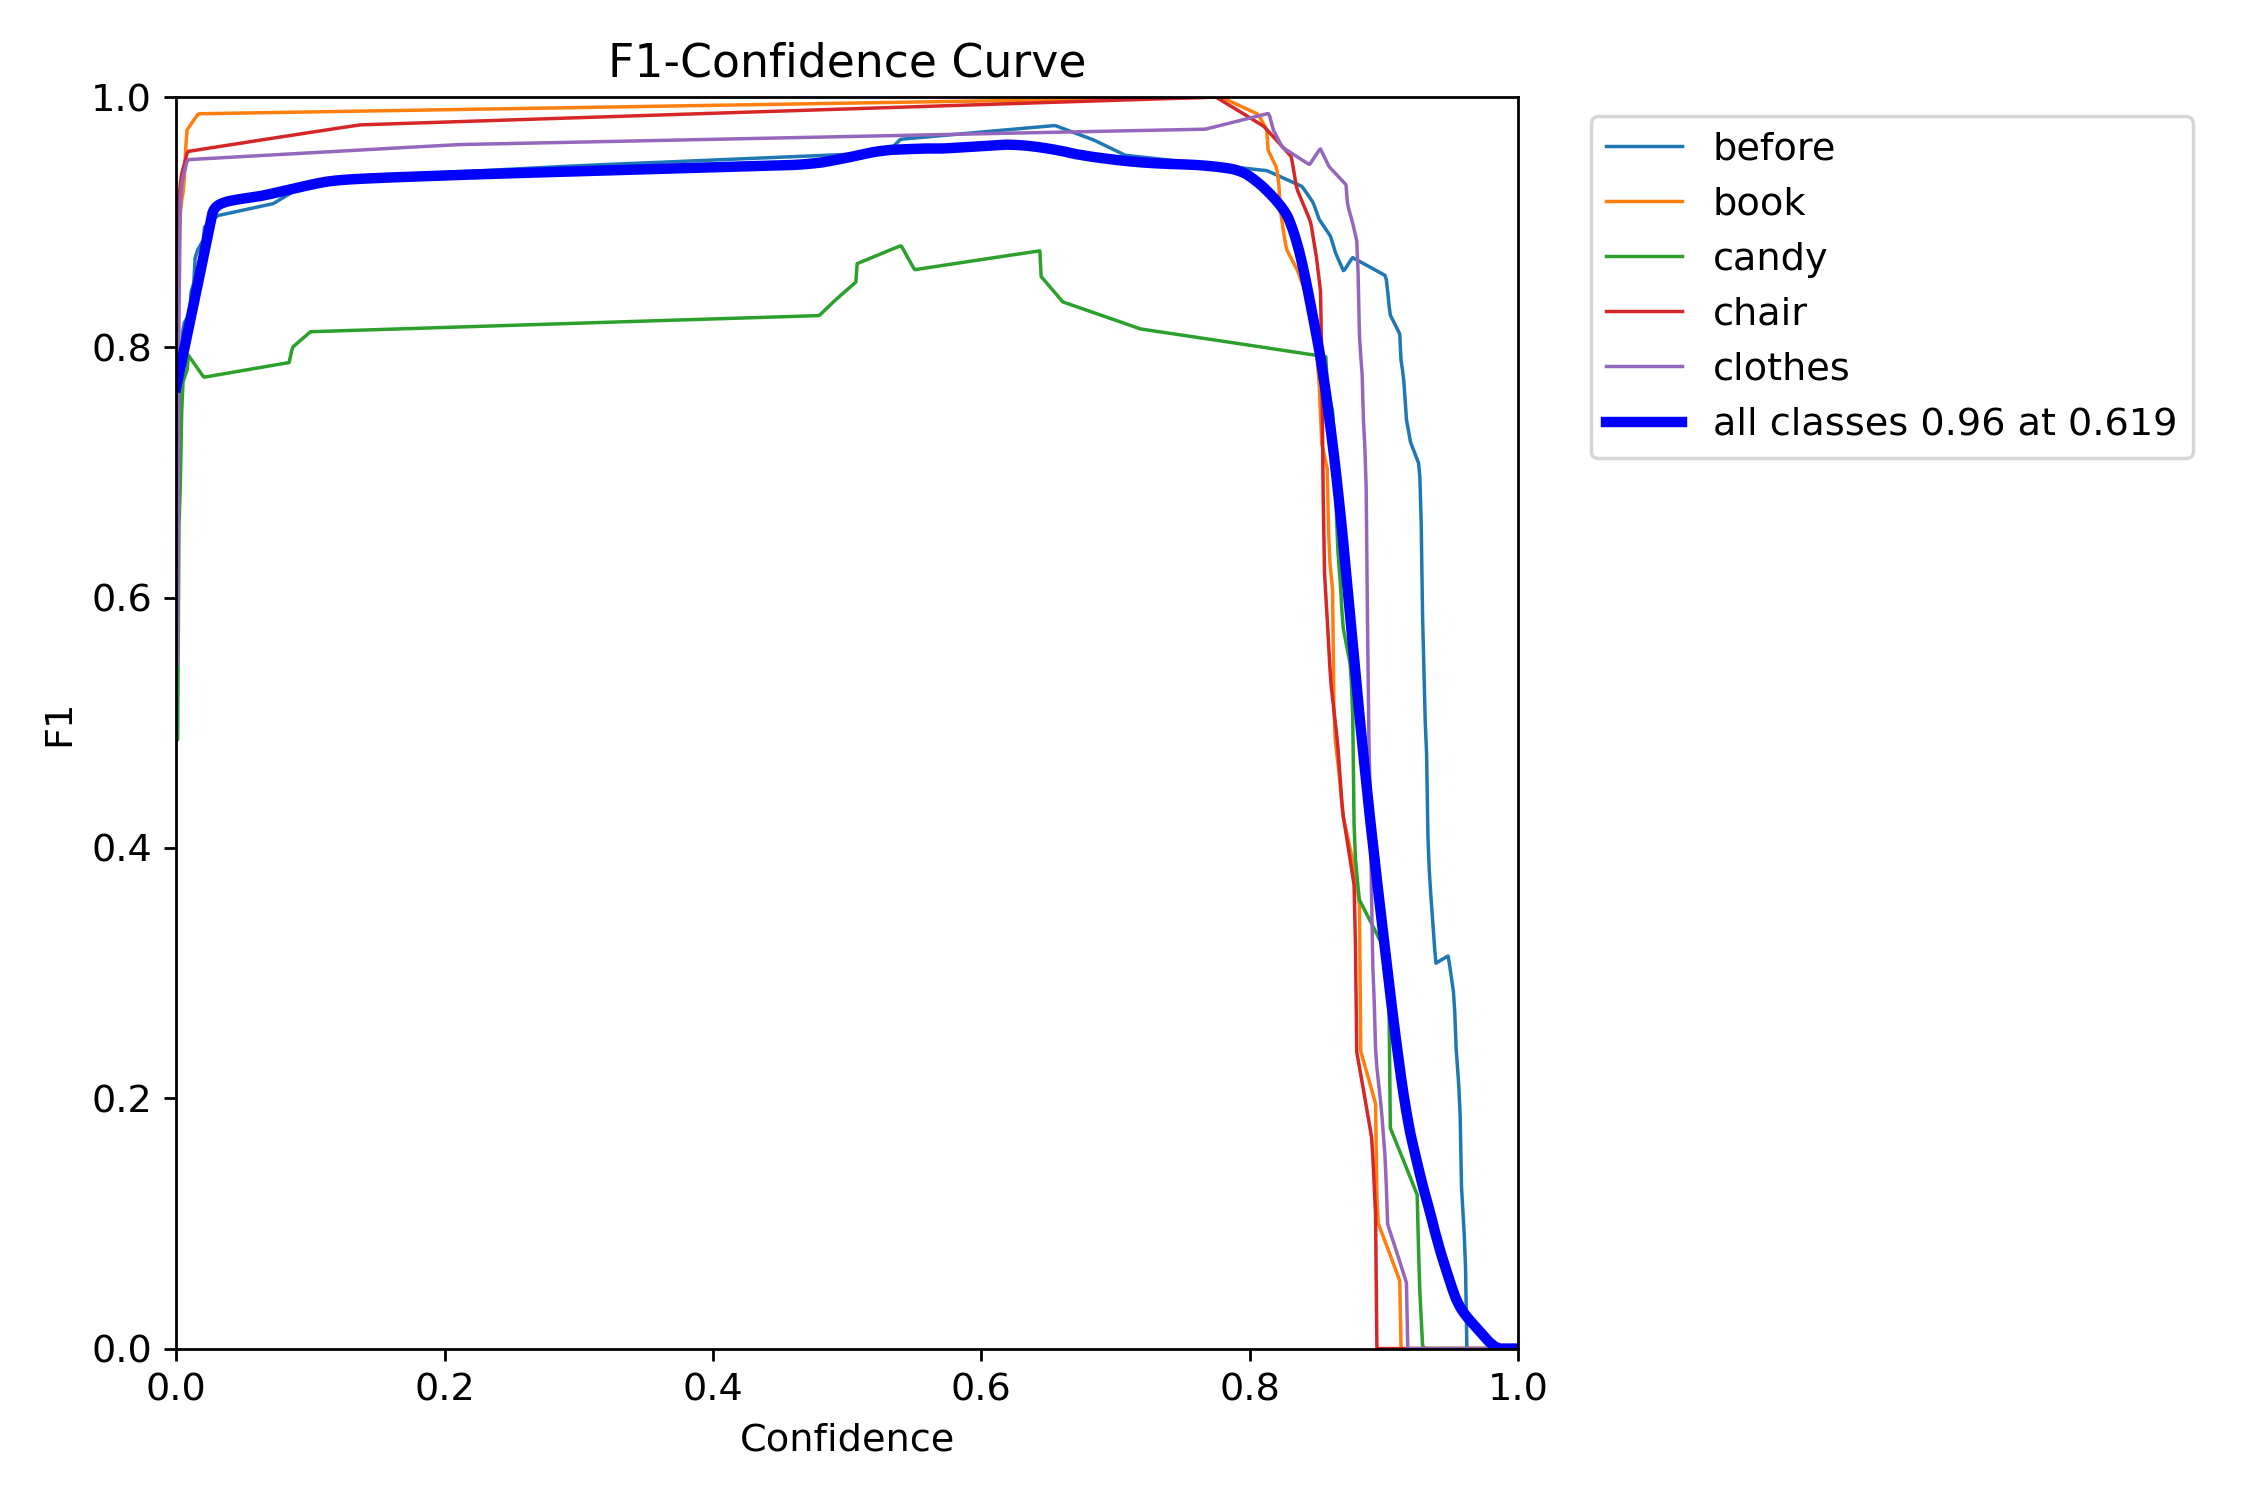 F1-Confidence Curve
1.0
0.8
0.6
0.4
0.2
0.0
F1
0.0 0.2 0.4 0.6 0.8 1.0
Confidence
before
book
candy
chair
clothes
all classes 0.96 at 0.619